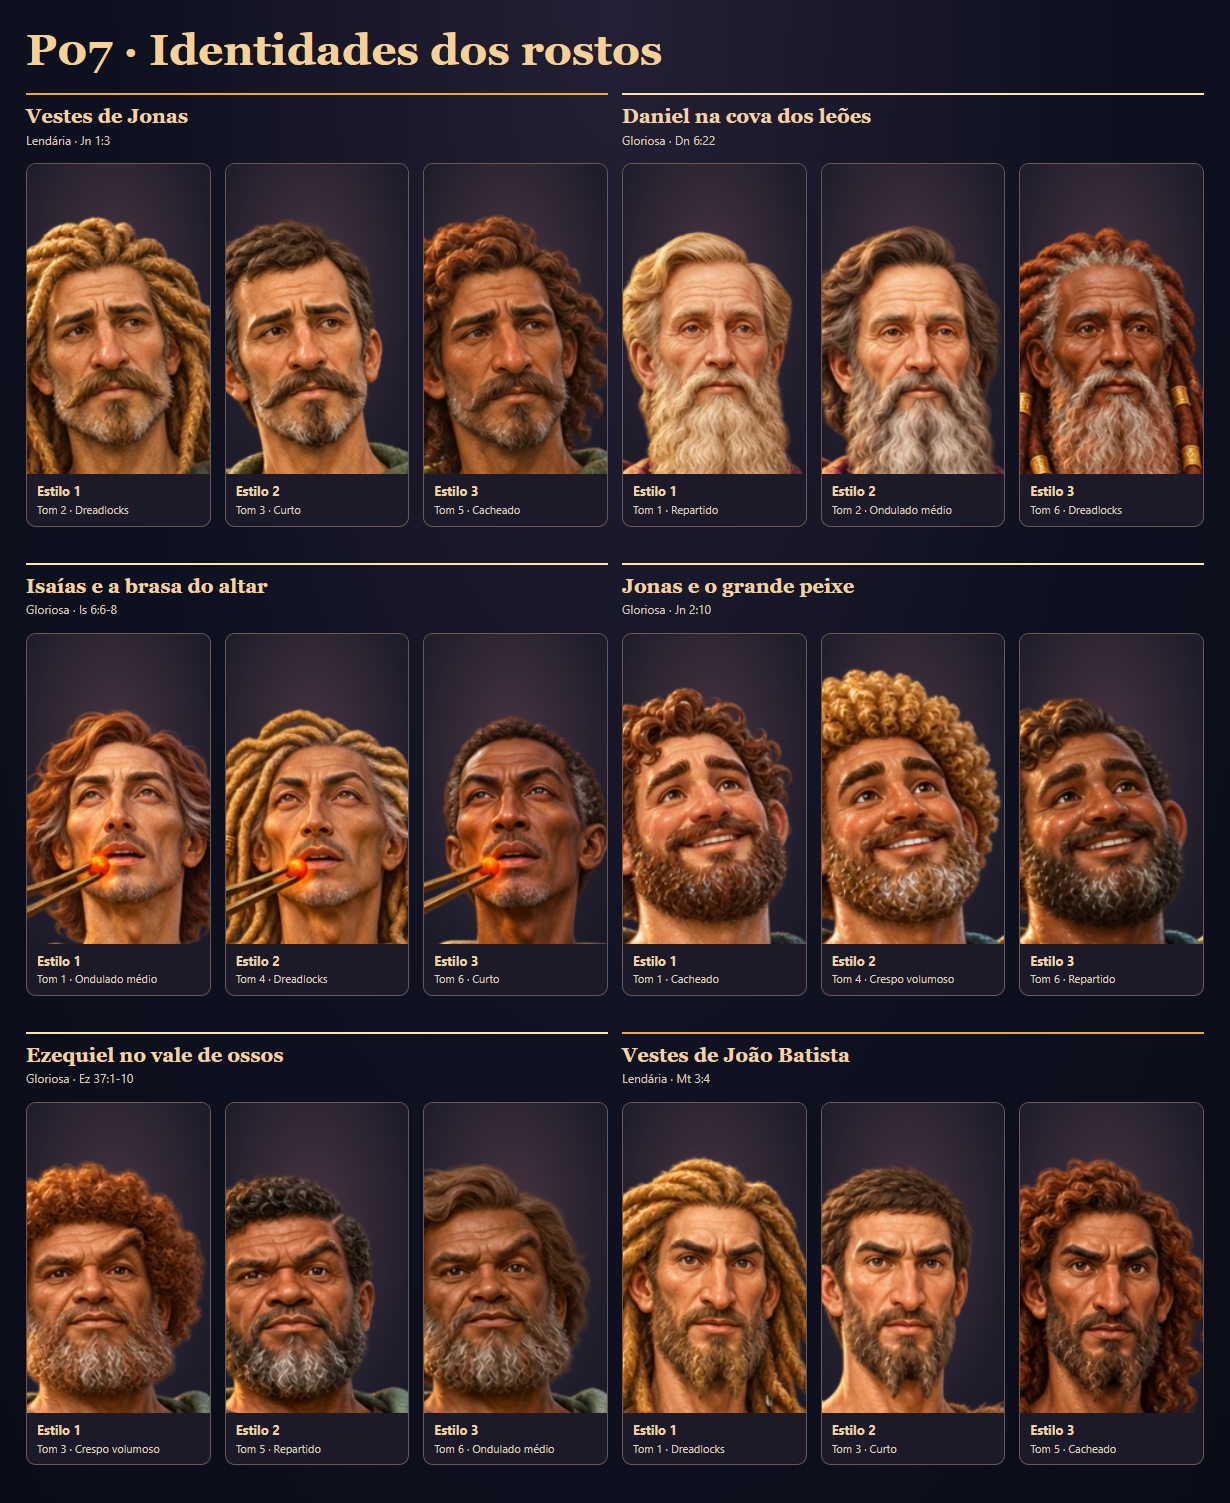 P07 · Identidades dos rostos
Vestes de Jonas
Lendária · Jn 1:3
Estilo 1
Tom 2 · Dreadlocks
Estilo 2
Tom 3 · Curto
Estilo 3
Tom 5 · Cacheado
Daniel na cova dos leões
Gloriosa · Dn 6:22
Estilo 1
Tom 1 · Repartido
Estilo 2
Tom 2 · Ondulado médio
Estilo 3
Tom 6 · Dreadlocks
Isaías e a brasa do altar
Gloriosa · Is 6:6-8
Estilo 1
Tom 1 · Ondulado médio
Estilo 2
Tom 4 · Dreadlocks
Estilo 3
Tom 6 · Curto
Jonas e o grande peixe
Gloriosa · Jn 2:10
Estilo 1
Tom 1 · Cacheado
Estilo 2
Tom 4 · Crespo volumoso
Estilo 3
Tom 6 · Repartido
Ezequiel no vale de ossos
Gloriosa · Ez 37:1-10
Estilo 1
Tom 3 · Crespo volumoso
Estilo 2
Tom 5 · Repartido
Estilo 3
Tom 6 · Ondulado médio
Vestes de João Batista
Lendária · Mt 3:4
Estilo 1
Tom 1 · Dreadlocks
Estilo 2
Tom 3 · Curto
Estilo 3
Tom 5 · Cacheado